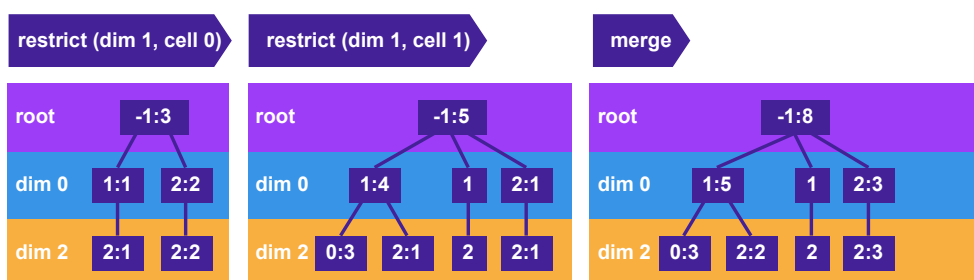 restrict (dim 1, cell 0)
restrict (dim 1, cell 1)
merge
root
-1:3
root
-1:5
root
-1:8
dim 0
1:1
2:2
dim 0
1:4
1
2:1
dim 0
1:5
1
2:3
dim 2
2:1
2:2
dim 2
0:3
2:1
2
2:1
dim 2
0:3
2:2
2
2:3